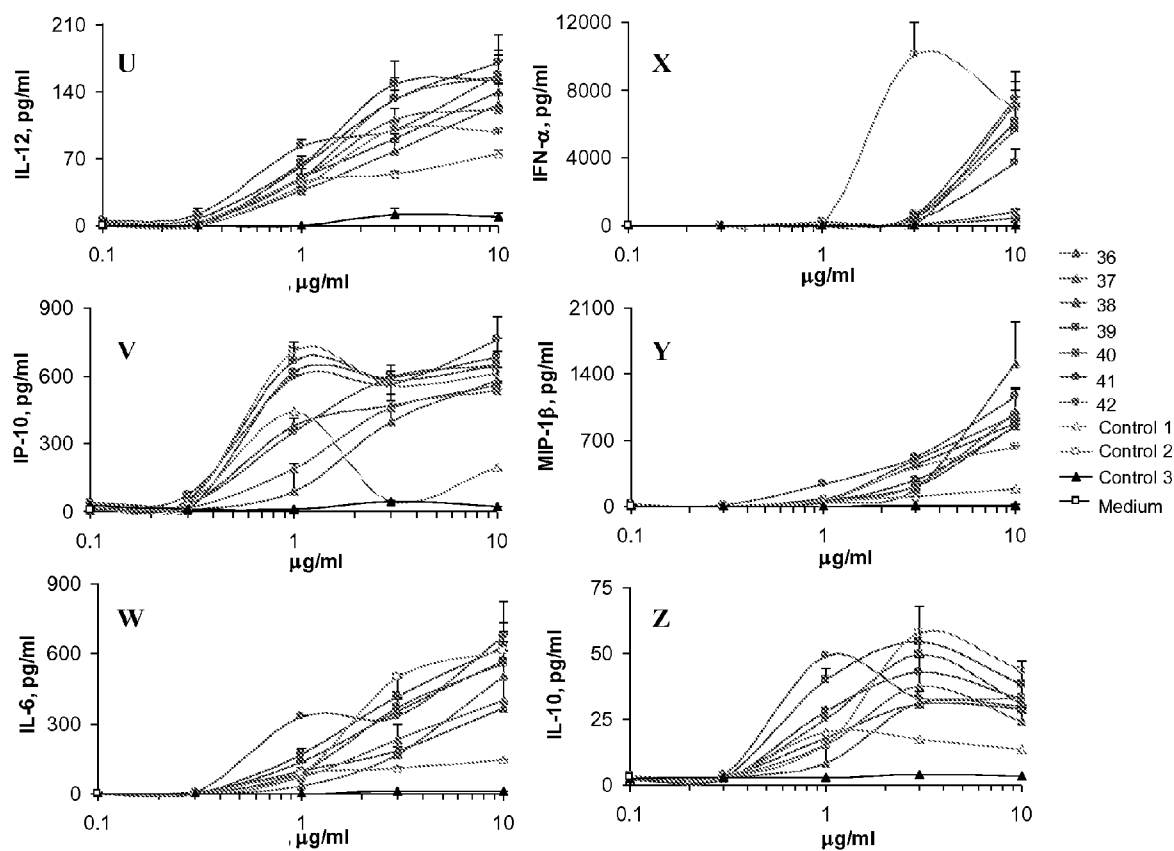 U
IL-12, pg/ml
210
140
70
0
0.1 1 10
, µg/ml
X
IFN-α, pg/ml
12000
8000
4000
0
0.1 1 10
µg/ml
V
IP-10, pg/ml
900
600
300
0
0.1 1 10
µg/ml
Y
MIP-1β, pg/ml
2100
1400
700
0
0.1 1 10
µg/ml
W
IL-6, pg/ml
900
600
300
0
0.1 1 10
, µg/ml
Z
IL-10, pg/ml
75
50
25
0
0.1 1 10
µg/ml
36
37
38
39
40
41
42
Control 1
Control 2
Control 3
Medium